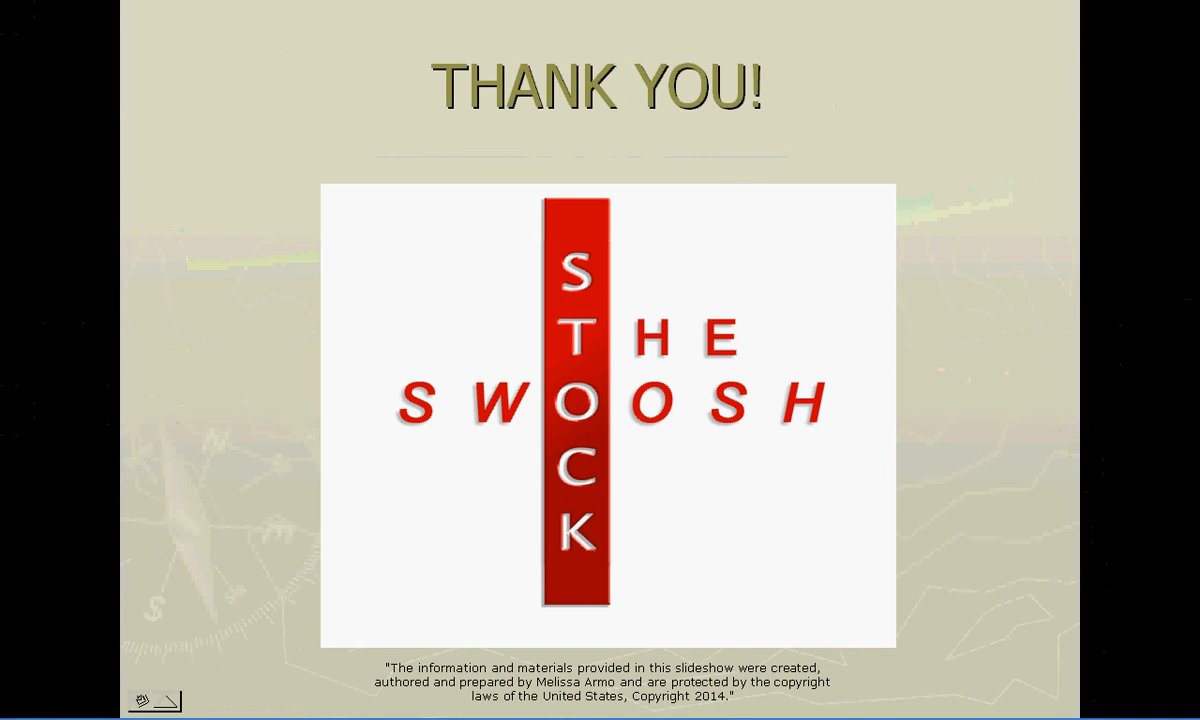 THANK YOU!
STOCK
THE
SWOOSH
"The information and materials provided in this slideshow were created,
authored and prepared by Melissa Armo and are protected by the copyright
laws of the United States, Copyright 2014."
N
S